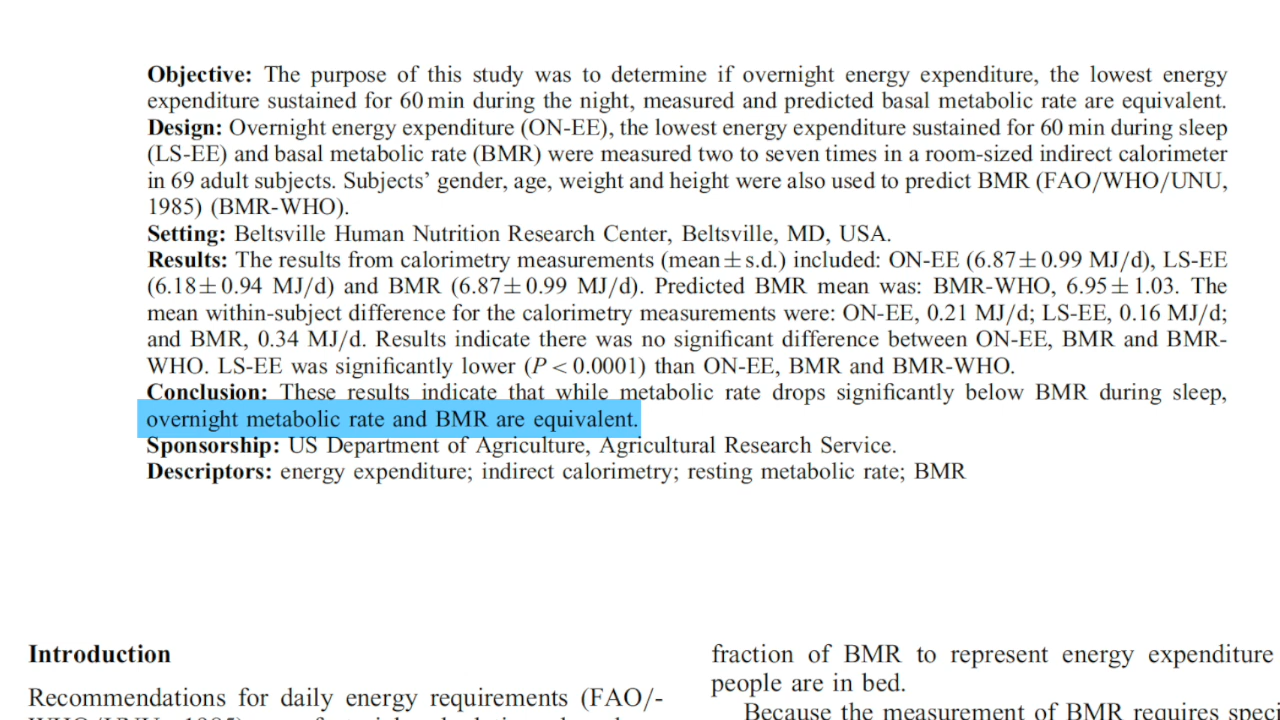 Objective: The purpose of this study was to determine if overnight energy expenditure, the lowest energy
expenditure sustained for 60 min during the night, measured and predicted basal metabolic rate are equivalent.
Design: Overnight energy expenditure (ON-EE), the lowest energy expenditure sustained for 60 min during sleep
(LS-EE) and basal metabolic rate (BMR) were measured two to seven times in a room-sized indirect calorimeter
in 69 adult subjects. Subjects' gender, age, weight and height were also used to predict BMR (FAO/WHO/UNU,
1985) (BMR-WHO).
Setting: Beltsville Human Nutrition Research Center, Beltsville, MD, USA.
Results: The results from calorimetry measurements (mean ± s.d.) included: ON-EE (6.87 ± 0.99 MJ/d), LS-EE
(6.18 ± 0.94 MJ/d) and BMR (6.87 ± 0.99 MJ/d). Predicted BMR mean was: BMR-WHO, 6.95 ± 1.03. The
mean within-subject difference for the calorimetry measurements were: ON-EE, 0.21 MJ/d; LS-EE, 0.16 MJ/d;
and BMR, 0.34 MJ/d. Results indicate there was no significant difference between ON-EE, BMR and BMR-
WHO. LS-EE was significantly lower (P < 0.0001) than ON-EE, BMR and BMR-WHO.
Conclusion: These results indicate that while metabolic rate drops significantly below BMR during sleep,
overnight metabolic rate and BMR are equivalent.
Sponsorship: US Department of Agriculture, Agricultural Research Service.
Descriptors: energy expenditure; indirect calorimetry; resting metabolic rate; BMR
Introduction
Recommendations for daily energy requirements (FAO/-
fraction of BMR to represent energy expenditure
people are in bed.
Because the measurement of BMR requires